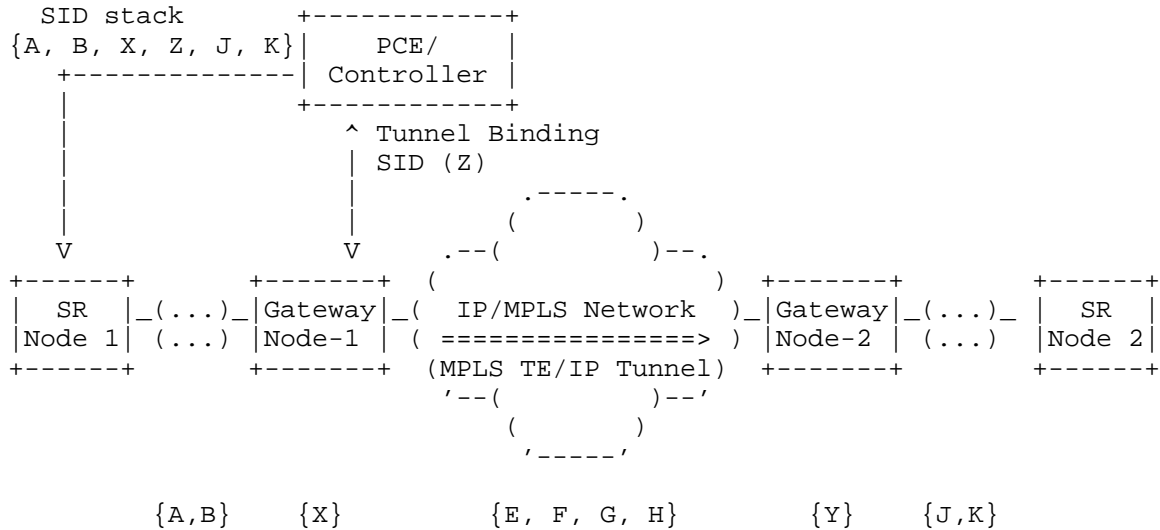 SID stack          +------------+
{A, B, X, Z, J, K}|    PCE/     |
   +--------------| Controller |
   |              +------------+
   |                 ^ Tunnel Binding
   |                 | SID (Z)
   |                 |          .-----.
   |                 |         (       )
   V                 V     .--(         )--.
+------+       +-------+  (                 )  +-------+       +------+
|  SR  |_(...)_|Gateway|_(  IP/MPLS Network  )_|Gateway|_(...)_ |  SR  |
|Node 1| (...) |Node-1 | ( ================> ) |Node-2 | (...)  |Node 2|
+------+       +-------+  (MPLS TE/IP Tunnel)  +-------+       +------+
                           '--(         )--'
                               (       )
                                '-----'
{A,B}    {X}          {E, F, G, H}       {Y}    {J,K}